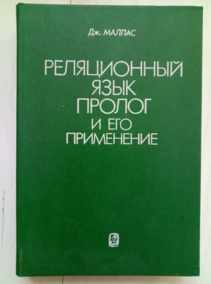 Дж. МАЛПАС
РЕЛЯЦИОННЫЙ
ЯЗЫК
ПРОЛОГ
И ЕГО
ПРИМЕНЕНИЕ